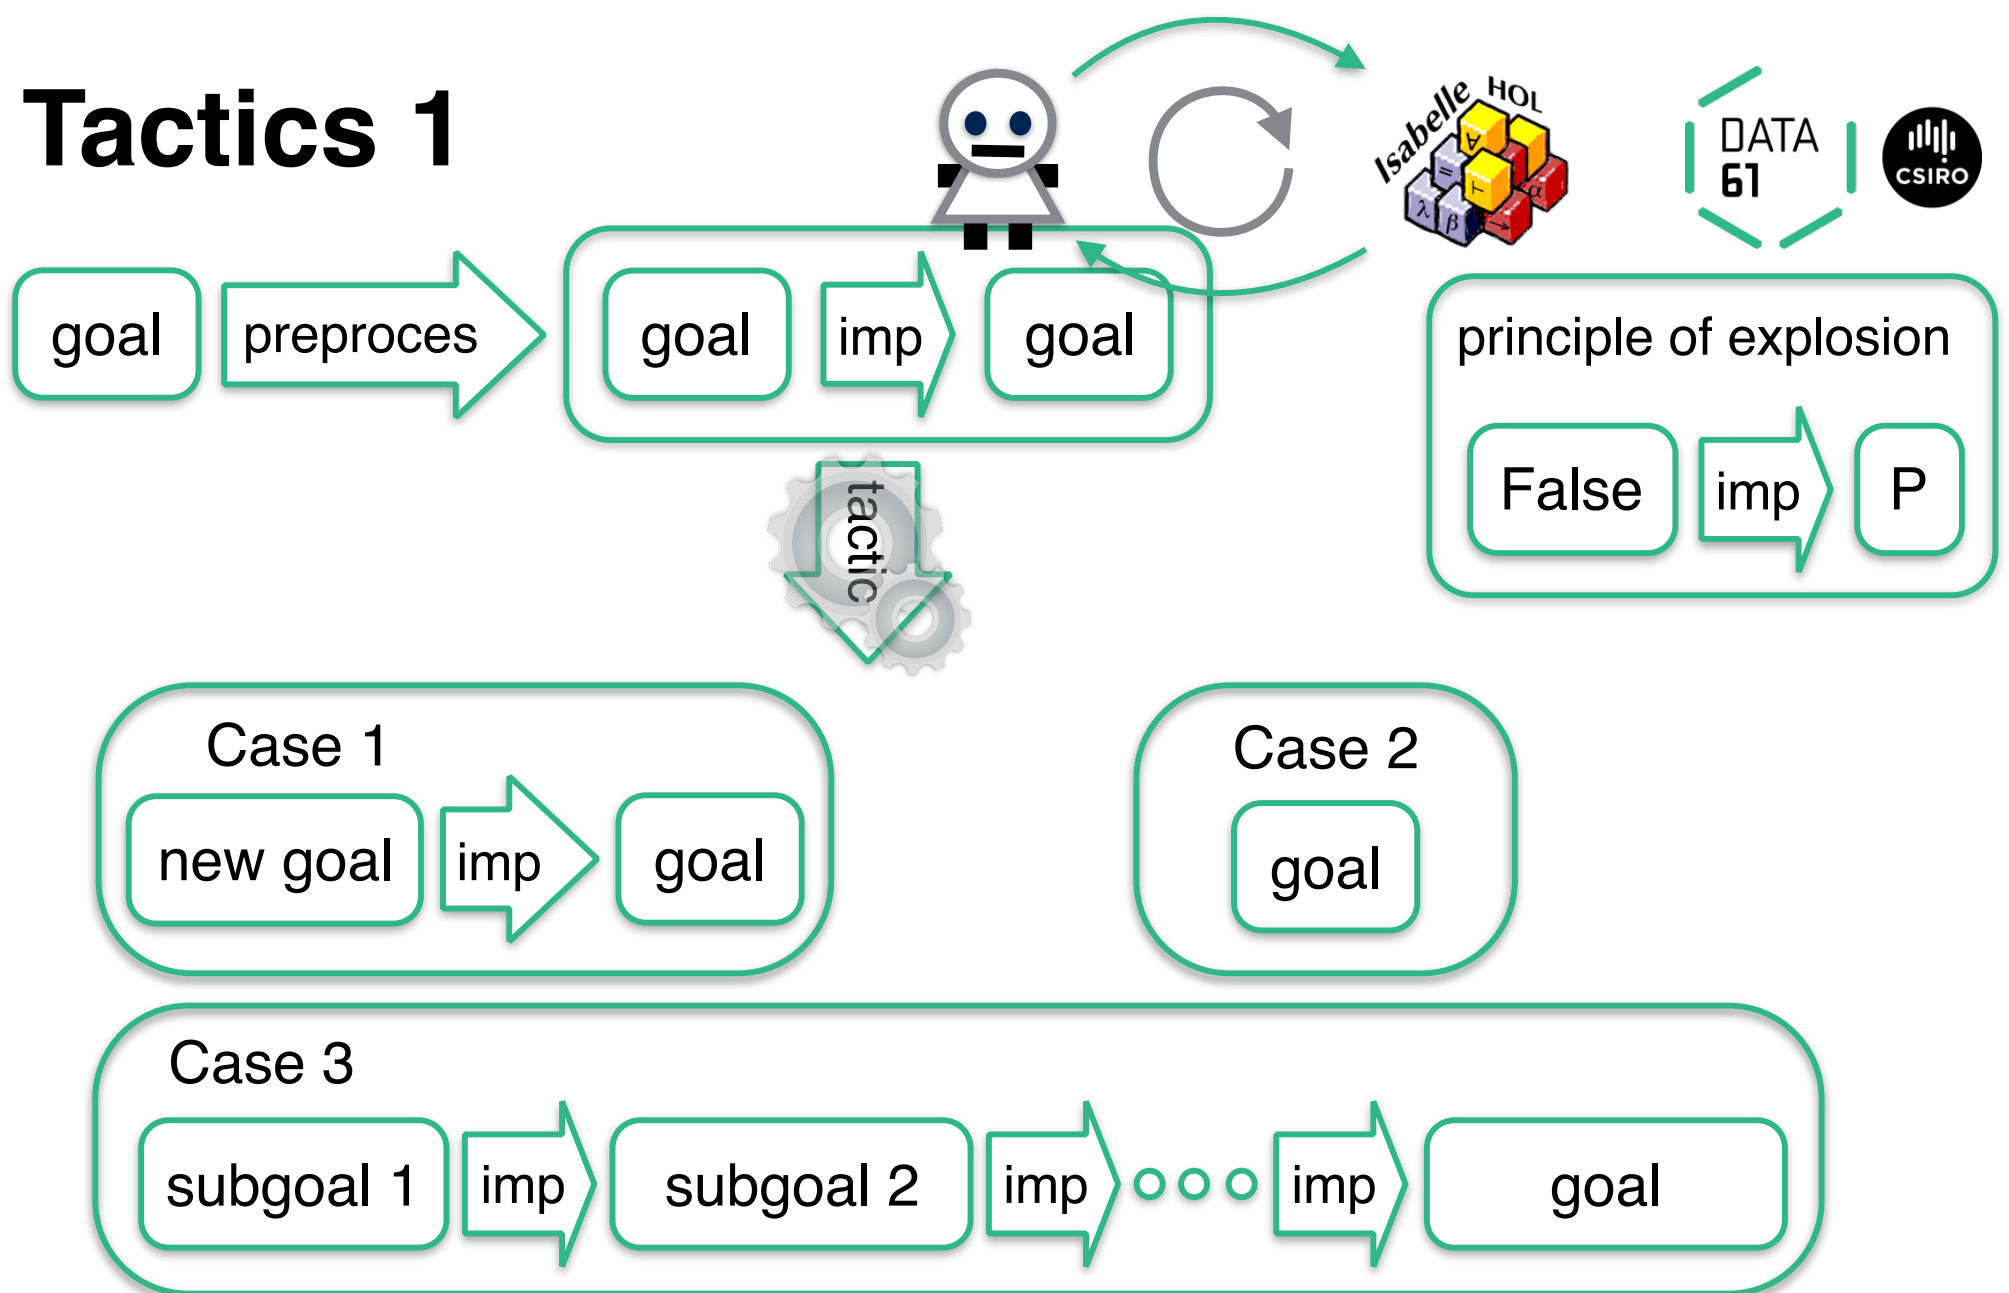 Tactics 1
Isabelle HOL
∀
= ⊢ α
λ β →
DATA
61
CSIRO
goal preproces goal imp goal
principle of explosion
False imp P
tactic
Case 1
new goal imp goal
Case 2
goal
Case 3
subgoal 1 imp subgoal 2 imp imp goal